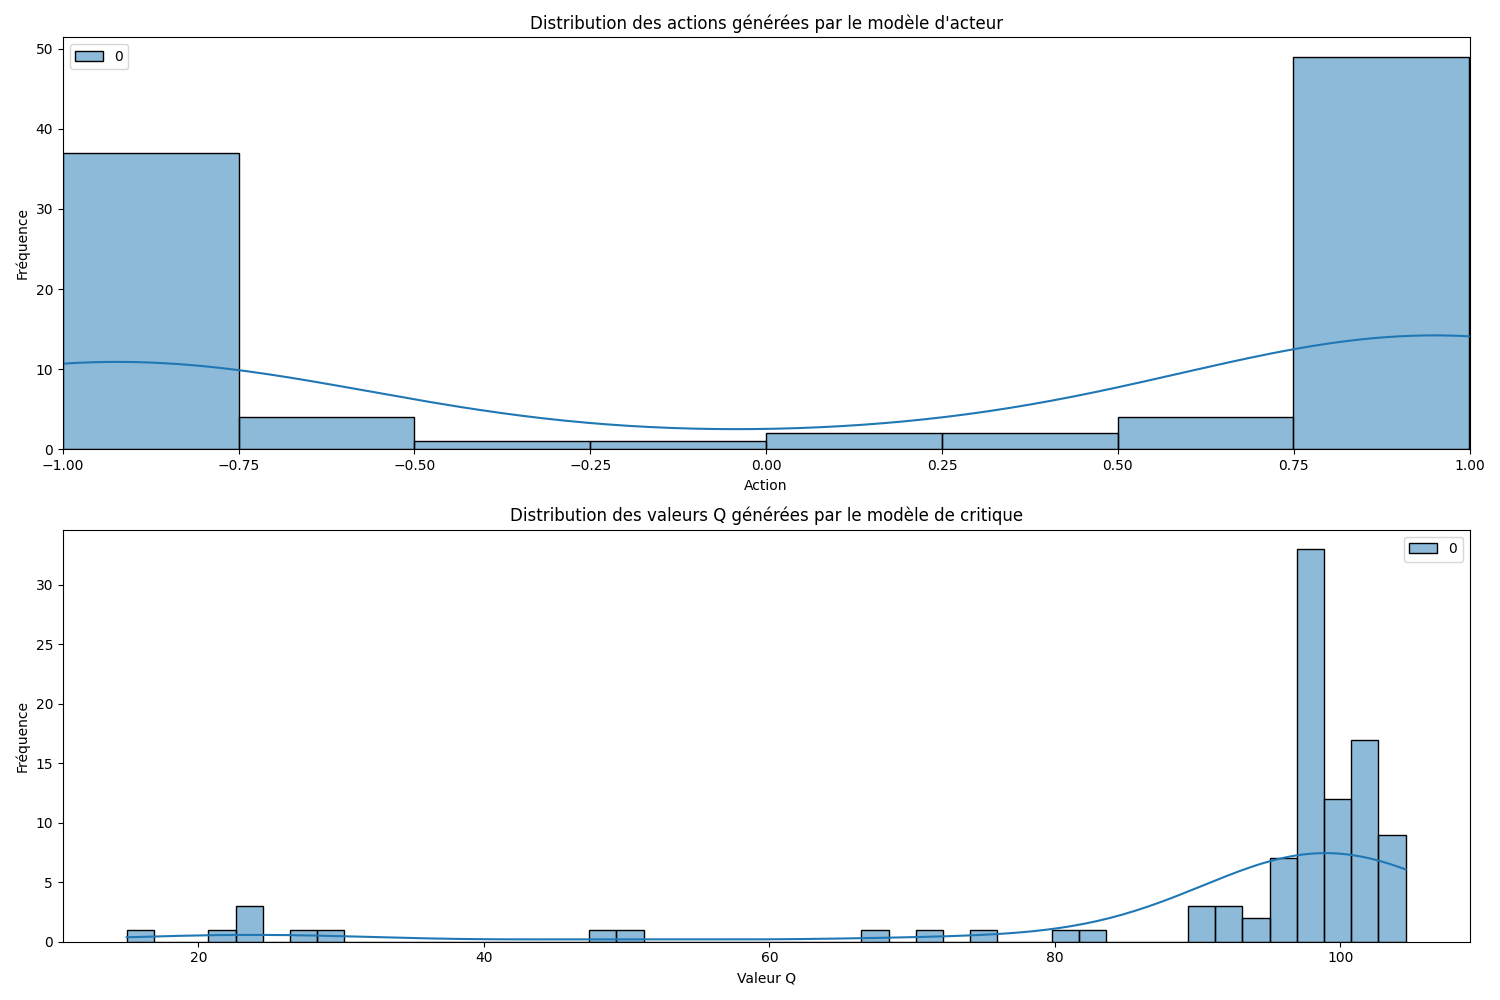 Distribution des actions générées par le modèle d'acteur
0
Fréquence
50
40
30
20
10
0
−1.00 −0.75 −0.50 −0.25 0.00 0.25 0.50 0.75 1.00
Action
Distribution des valeurs Q générées par le modèle de critique
0
Fréquence
30
25
20
15
10
5
0
20 40 60 80 100
Valeur Q